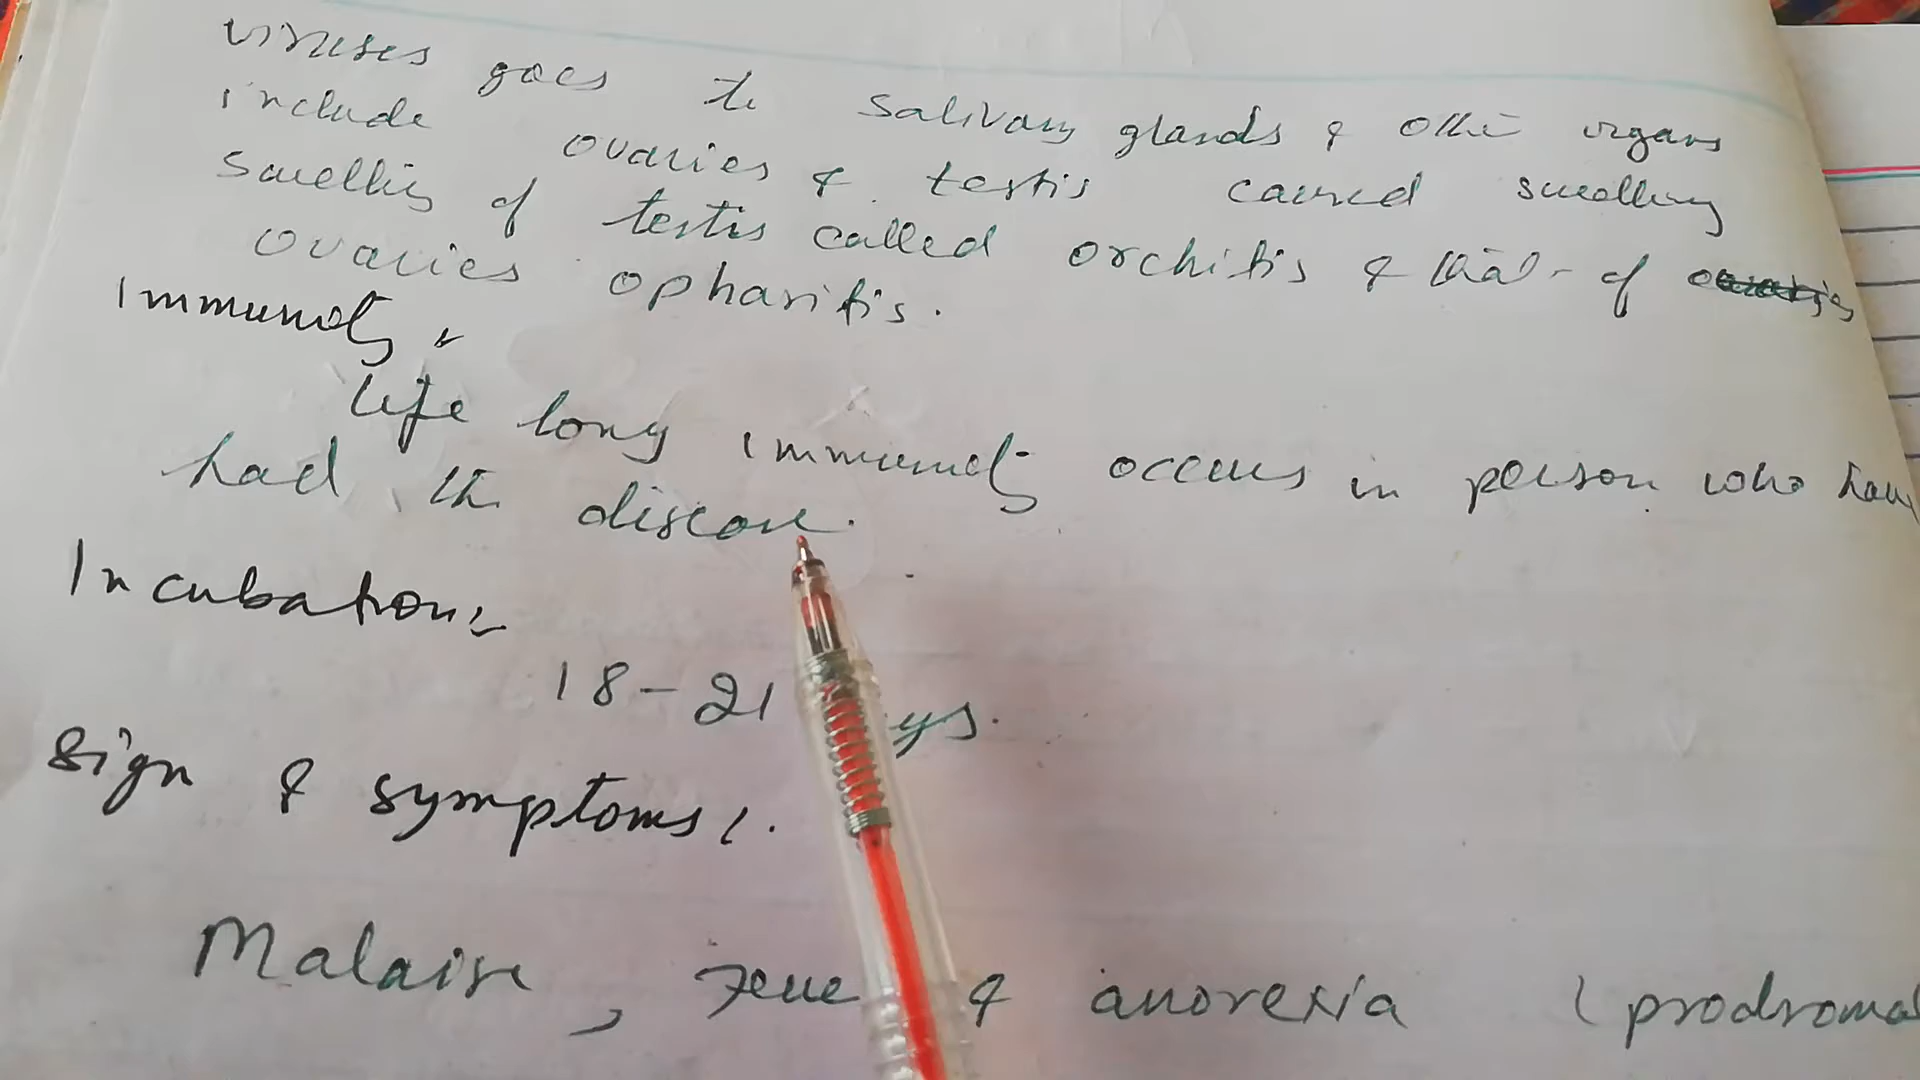 viruses goes to salivary glands & other organs
include ovaries & testis caused swelling
swelling of testis called orchitis & that of
ovaries opharitis.
Immunity:
Life long immunity occurs in person who have
had the disease.
Incubation:
18-21 ys.
Sign & symptoms:
Malaise, Fever & anorexia (prodromal